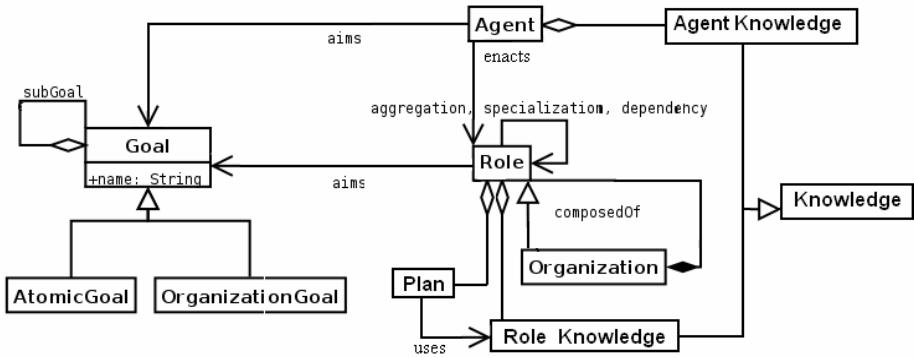 Agent
Agent Knowledge
aims
enacts
subGoal
aggregation, specialization, dependency
Goal
Role
+name: String
aims
Knowledge
composedOf
Organization
Plan
AtomicGoal
OrganizationGoal
Role Knowledge
uses